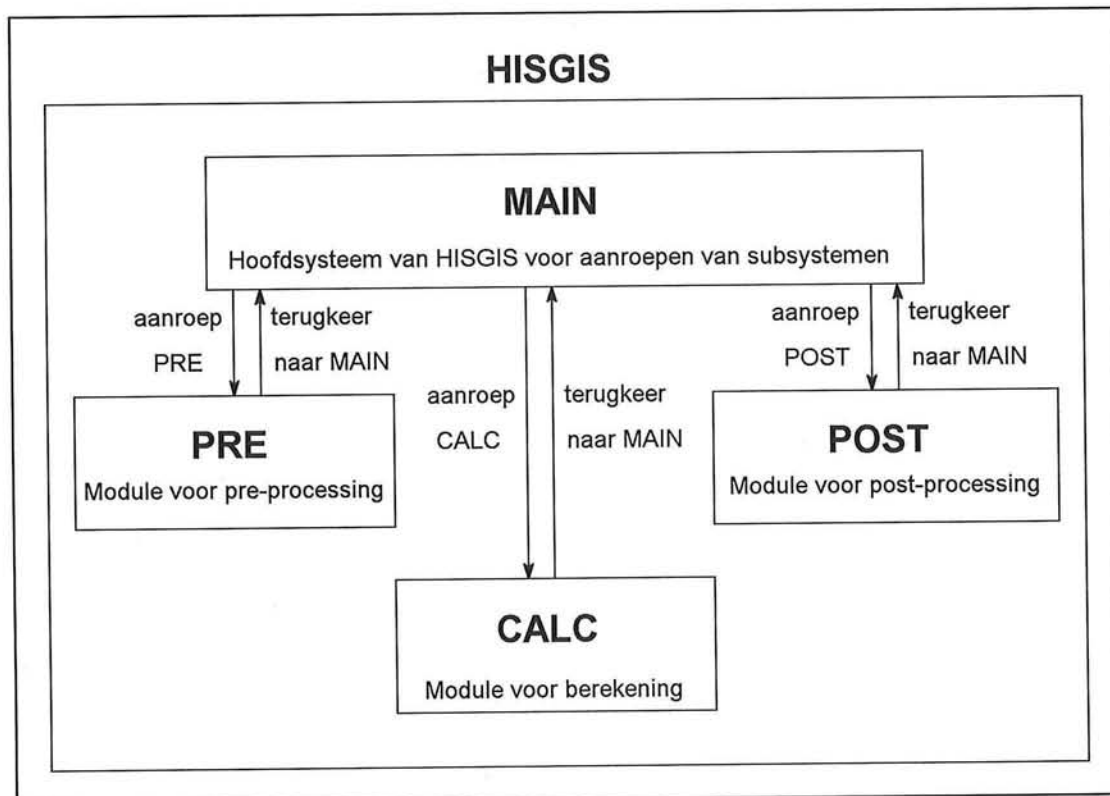 HISGIS
MAIN
Hoofdsysteem van HISGIS voor aanroepen van subsystemen
aanroep
PRE
terugkeer
naar MAIN
aanroep
CALC
terugkeer
naar MAIN
aanroep
POST
terugkeer
naar MAIN
PRE
Module voor pre-processing
POST
Module voor post-processing
CALC
Module voor berekening